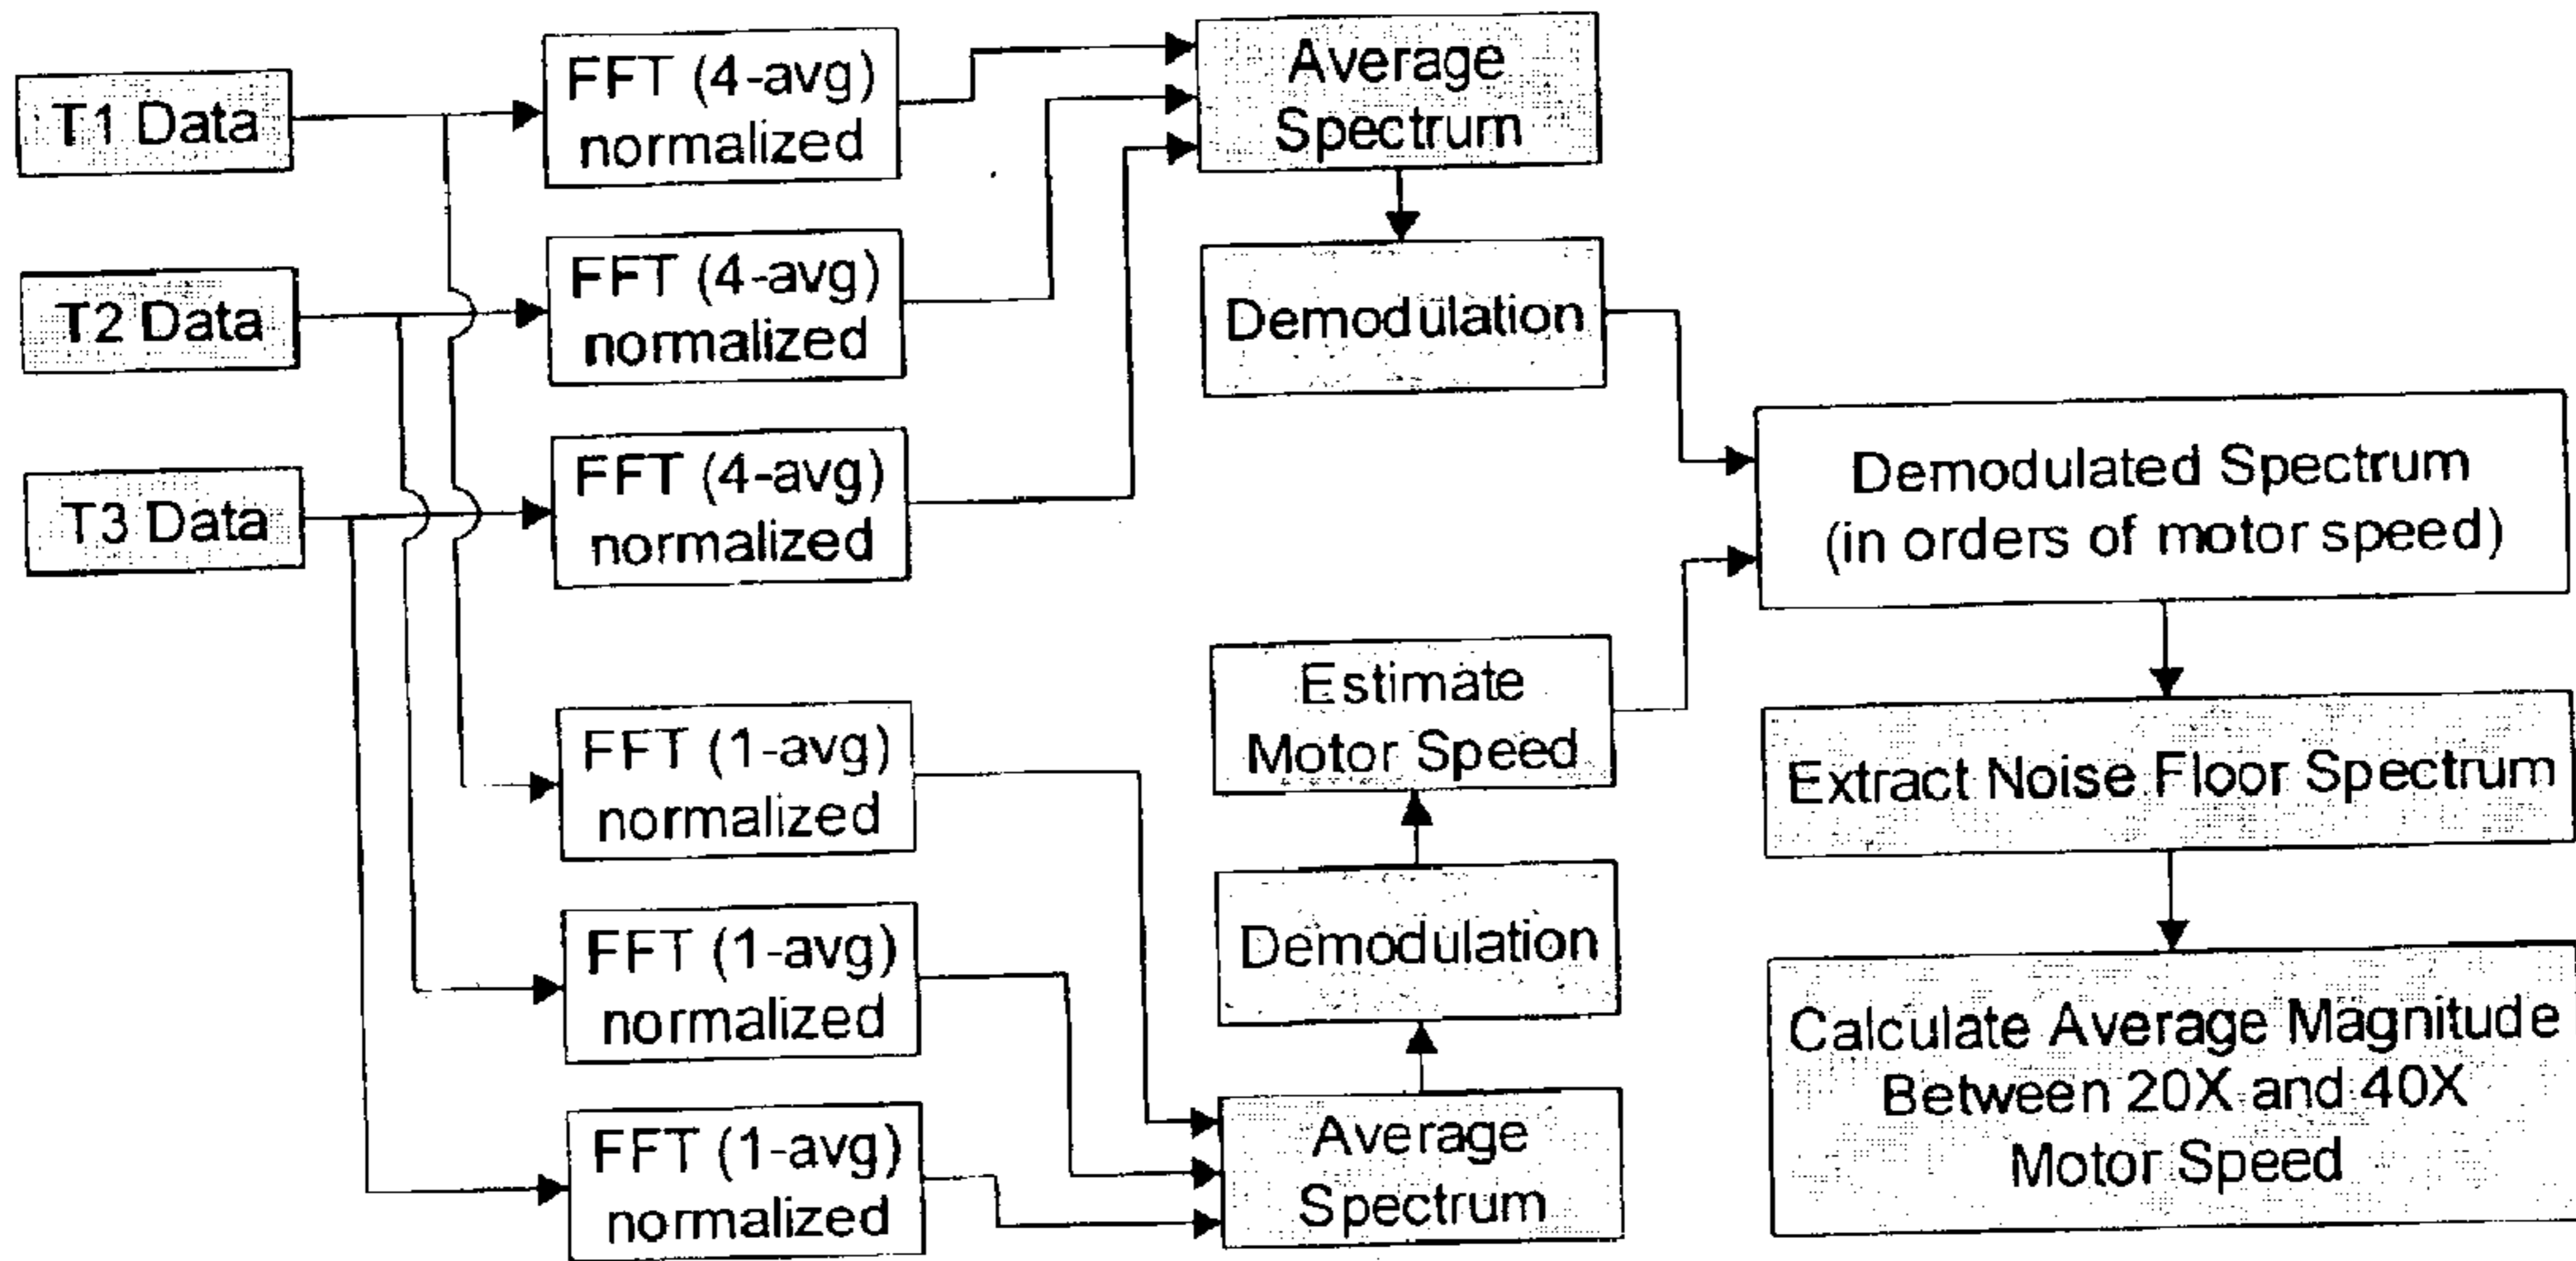 T1 Data
FFT (4-avg)
normalized
Average
Spectrum
T2 Data
FFT (4-avg)
normalized
Demodulation
T3 Data
FFT (4-avg)
normalized
Demodulated Spectrum
(in orders of motor speed)
Estimate
Motor Speed
FFT (1-avg)
normalized
Extract Noise Floor Spectrum
FFT (1-avg)
normalized
Demodulation
Calculate Average Magnitude
Between 20X and 40X
Motor Speed
FFT (1-avg)
normalized
Average
Spectrum